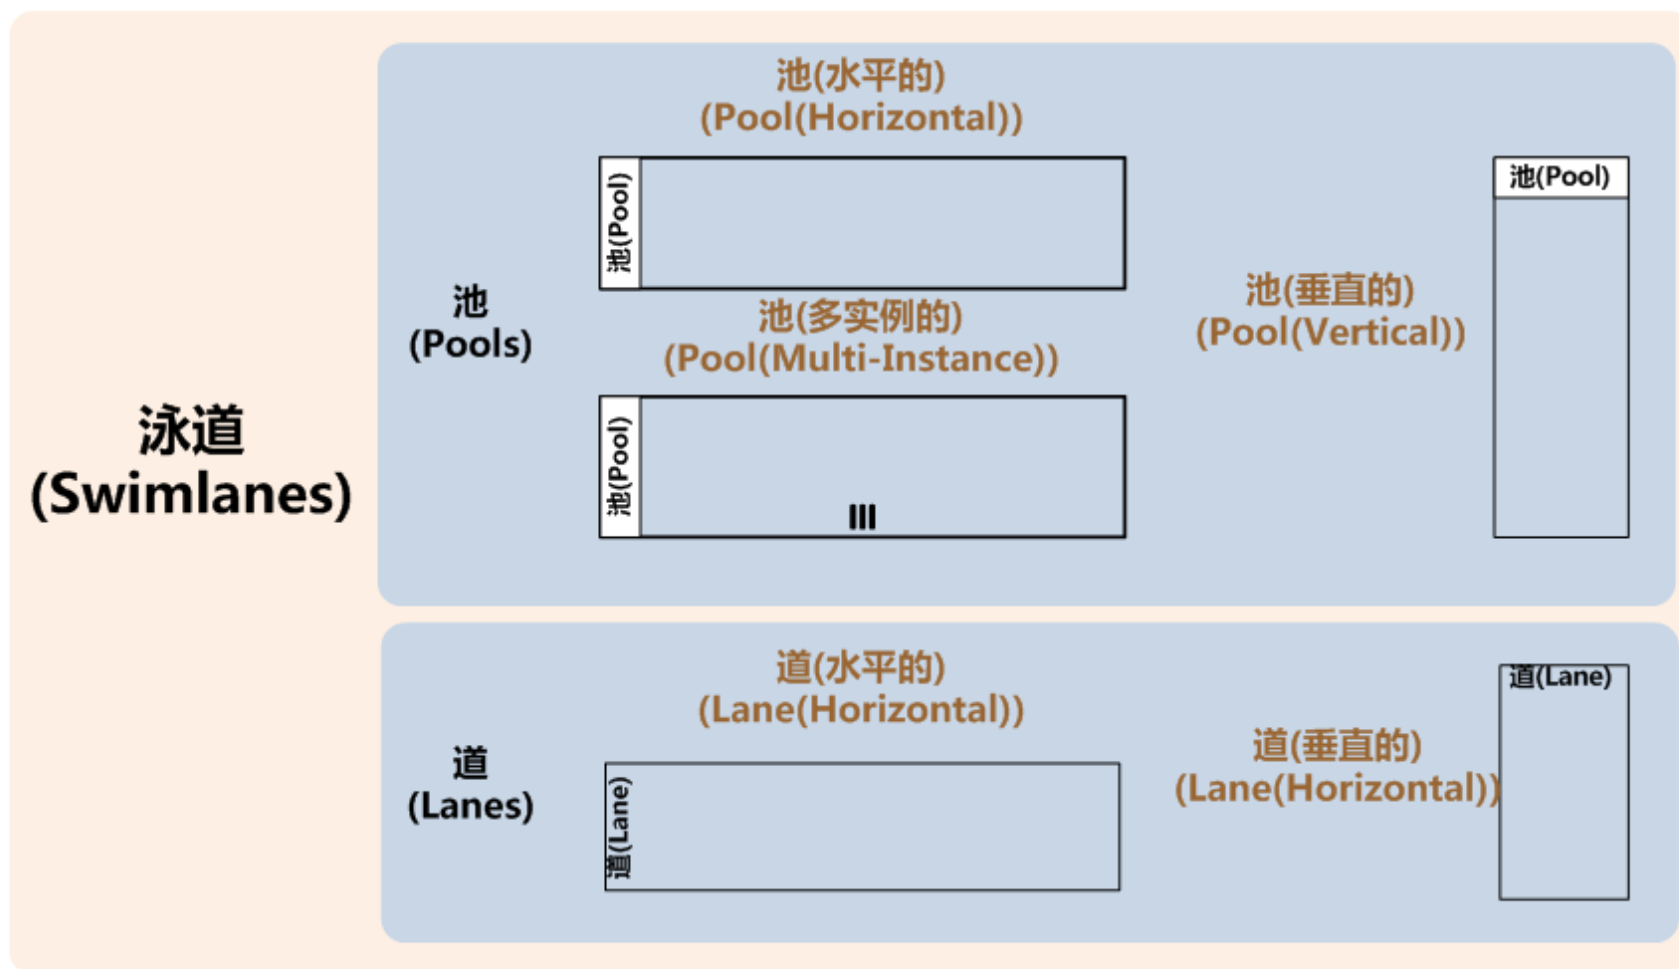 泳道
(Swimlanes)
池
(Pools)
池(水平的)
(Pool(Horizontal))
池(Pool)
池(多实例的)
(Pool(Multi-Instance))
池(Pool)
池(垂直的)
(Pool(Vertical))
池(Pool)
道
(Lanes)
道(水平的)
(Lane(Horizontal))
道(Lane)
道(垂直的)
(Lane(Horizontal))
道(Lane)